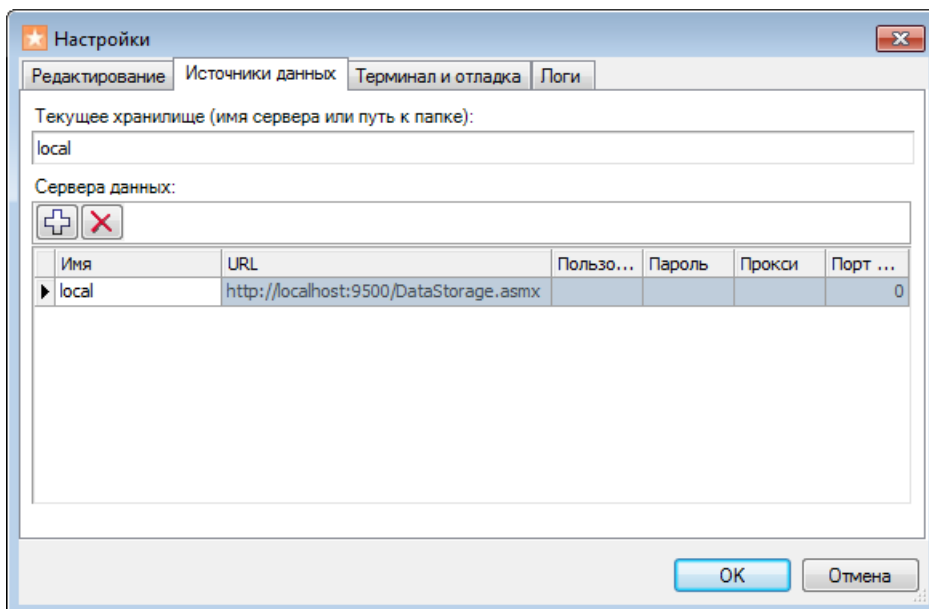 Настройки
Редактирование Источники данных Терминал и отладка Логи
Текущее хранилище (имя сервера или путь к папке):
local
Сервера данных:
Имя URL Пользо... Пароль Прокси Порт ...
local http://localhost:9500/DataStorage.asmx 0
OK Отмена